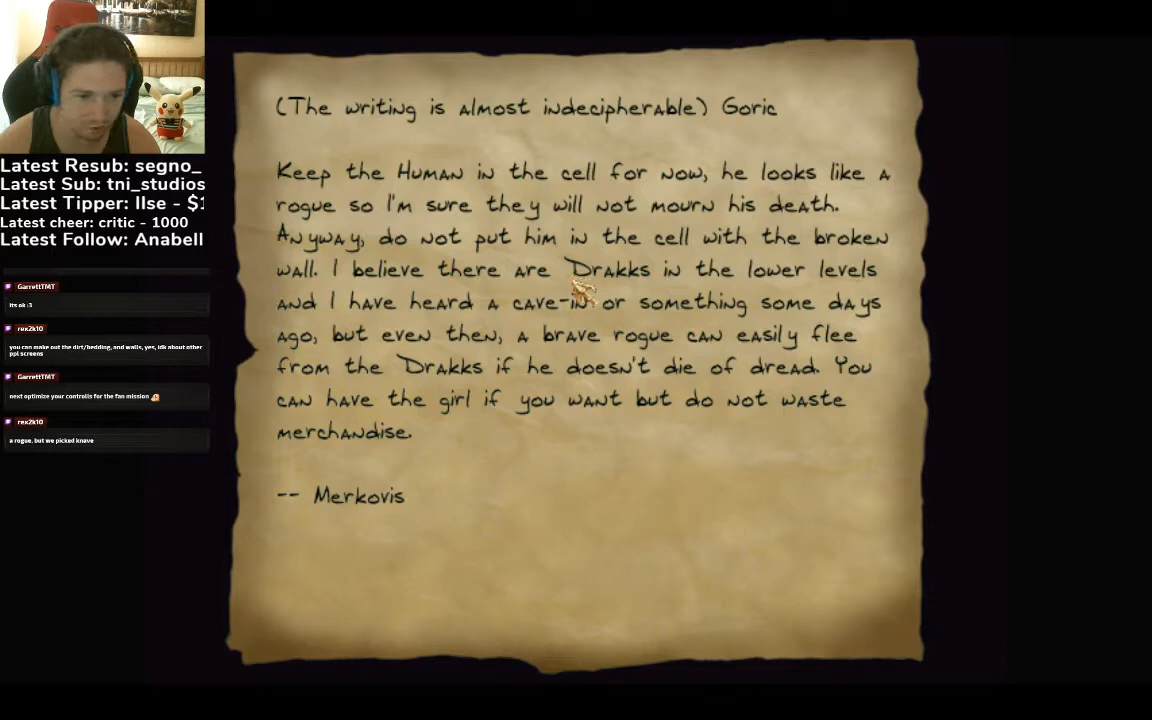 Latest Resub: segno_
Latest Sub: tni_studios
Latest Tipper: Ilse - $1
Latest cheer: critic - 1000
Latest Follow: Anabell
GarrettTMT
its ok :3
rex2k10
you can make out the dirt/bedding, and walls, yes, idk about other
ppl screens
GarrettTMT
next optimize your controlls for the fan mission
rex2k10
a rogue, but we picked knave
(The writing is almost indecipherable) Goric
Keep the Human in the cell for now, he looks like a
rogue so I'm sure they will not mourn his death.
Anyway, do not put him in the cell with the broken
wall. I believe there are Drakks in the lower levels
and I have heard a cave-in or something some days
ago, but even then, a brave rogue can easily flee
from the Drakks if he doesn't die of dread. You
can have the girl if you want but do not waste
merchandise.
-- Merkovis